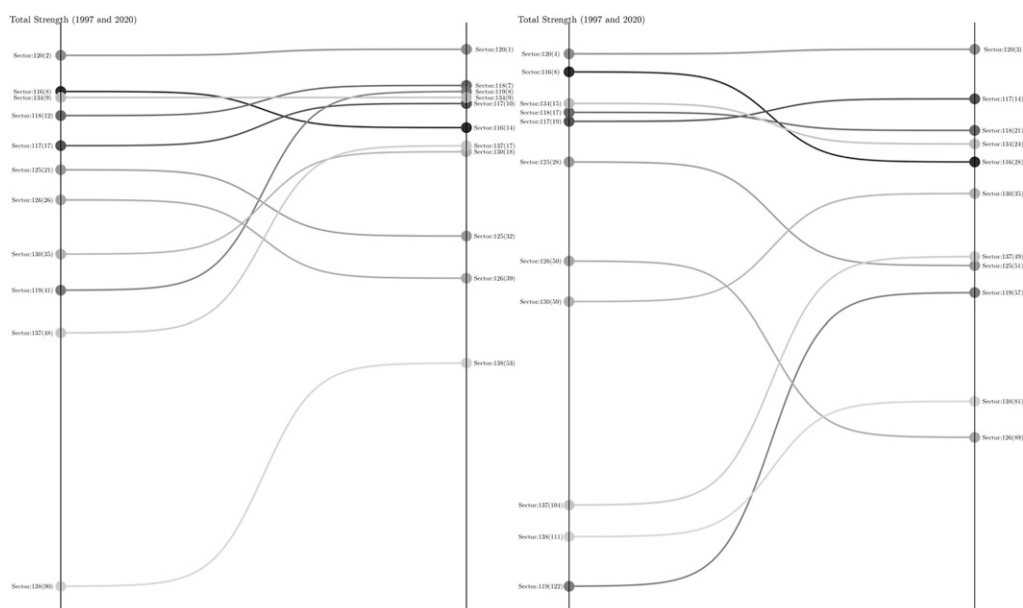 Total Strength (1997 and 2020)
Sector:120(2)
Sector:116(8)
Sector:134(9)
Sector:118(12)
Sector:117(17)
Sector:125(21)
Sector:126(26)
Sector:130(35)
Sector:119(41)
Sector:137(48)
Sector:138(90)
Sector:120(1)
Sector:118(7)
Sector:119(8)
Sector:134(9)
Sector:117(10)
Sector:116(14)
Sector:137(17)
Sector:130(18)
Sector:125(32)
Sector:126(39)
Sector:138(53)
Total Strength (1997 and 2020)
Sector:120(4)
Sector:116(8)
Sector:134(15)
Sector:118(17)
Sector:117(19)
Sector:125(28)
Sector:126(50)
Sector:130(59)
Sector:137(104)
Sector:138(111)
Sector:119(122)
Sector:120(3)
Sector:117(14)
Sector:118(21)
Sector:134(24)
Sector:116(28)
Sector:130(35)
Sector:137(49)
Sector:125(51)
Sector:119(57)
Sector:138(81)
Sector:126(89)